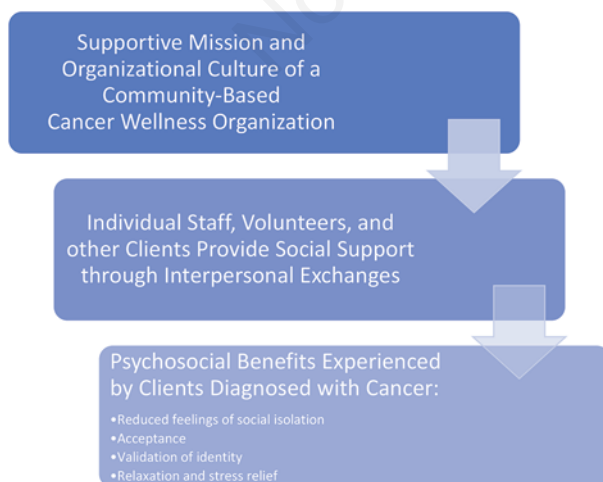 Supportive Mission and
Organizational Culture of a
Community-Based
Cancer Wellness Organization
Individual Staff, Volunteers, and
other Clients Provide Social Support
through Interpersonal Exchanges
Psychosocial Benefits Experienced
by Clients Diagnosed with Cancer:
•Reduced feelings of social isolation
•Acceptance
•Validation of identity
•Relaxation and stress relief